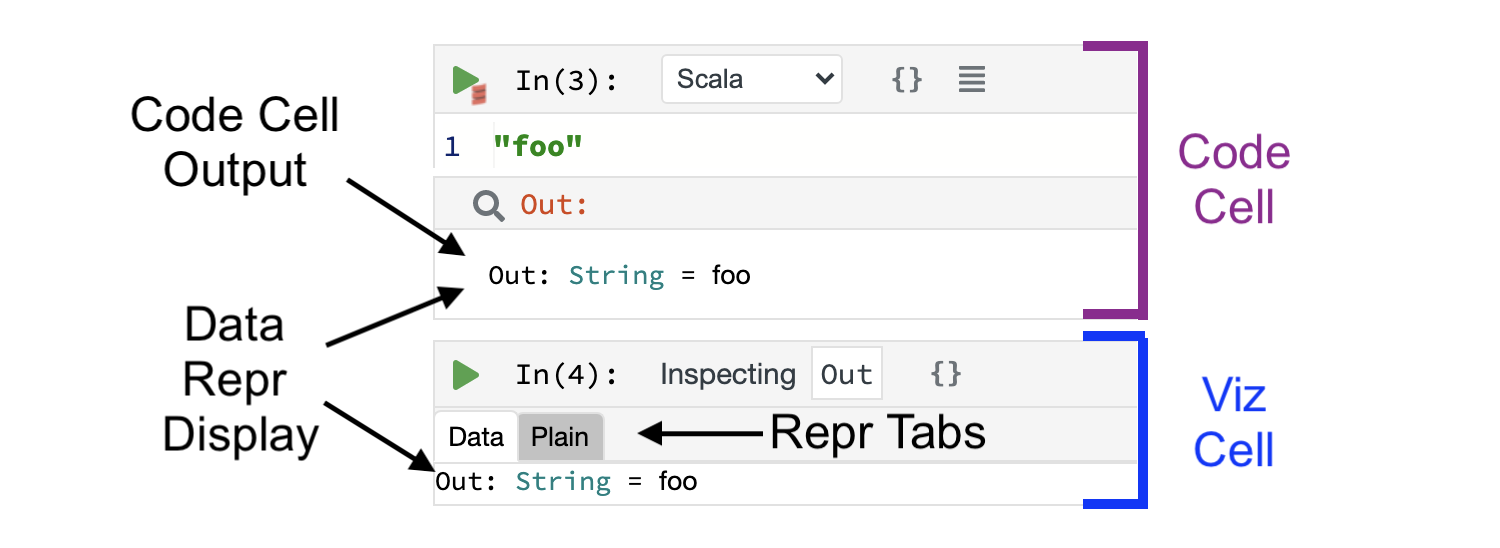 In(3): Scala {}
Code Cell
Output
1 "foo"
Code
Cell
Out:
Out: String = foo
Data
Repr
Display
In(4): Inspecting Out {}
Viz
Cell
Data Plain
Repr Tabs
Out: String = foo